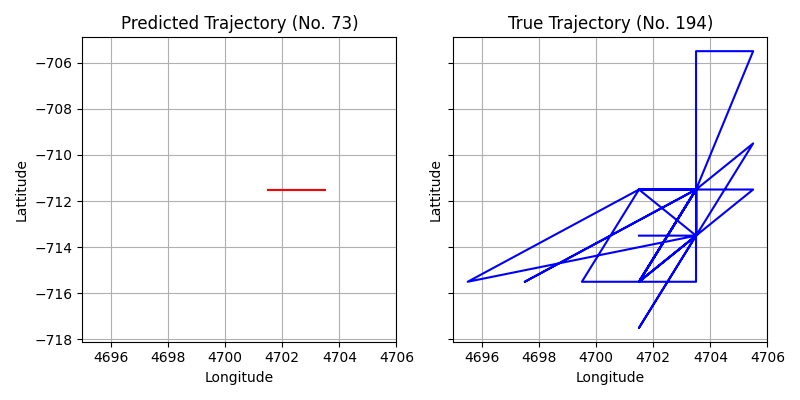 Predicted Trajectory (No. 73)
True Trajectory (No. 194)
−706
−708
−710
−712
−714
−716
−718
Lattitude
Lattitude
4696 4698 4700 4702 4704 4706
4696 4698 4700 4702 4704 4706
Longitude
Longitude